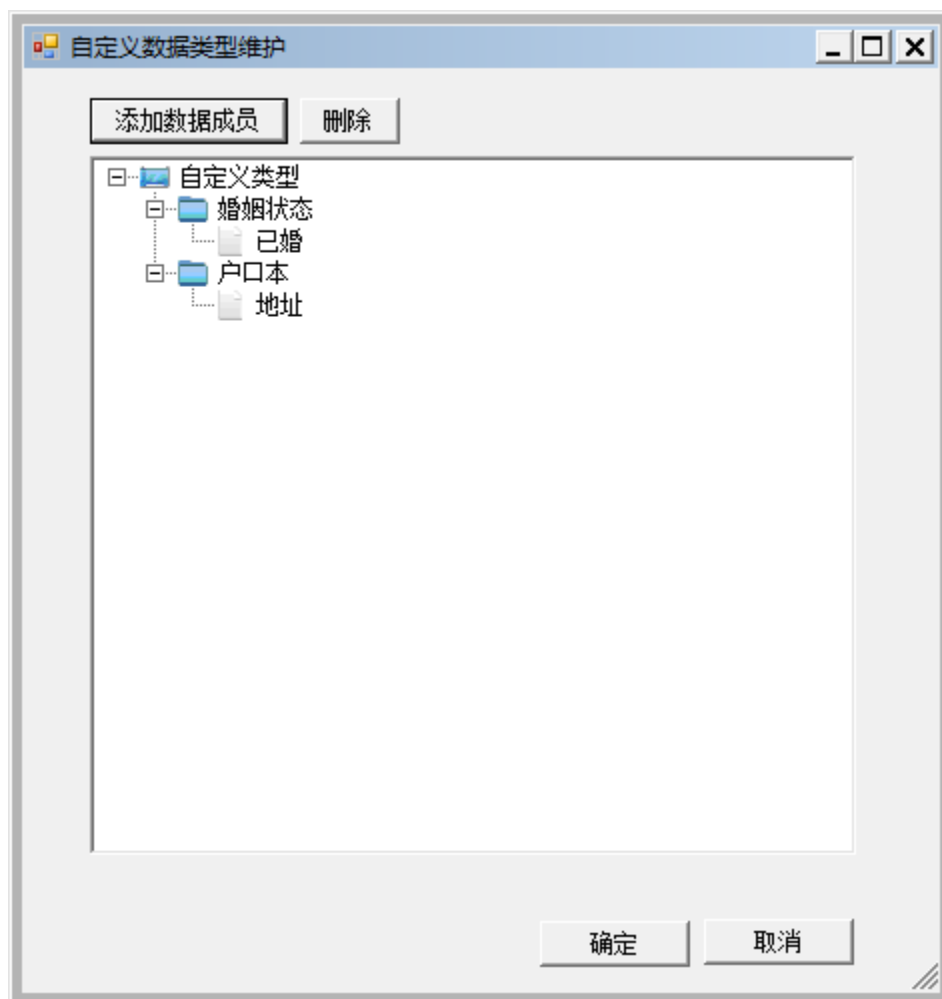 自定义数据类型维护
添加数据成员 删除
自定义类型
婚姻状态
已婚
户口本
地址
确定 取消